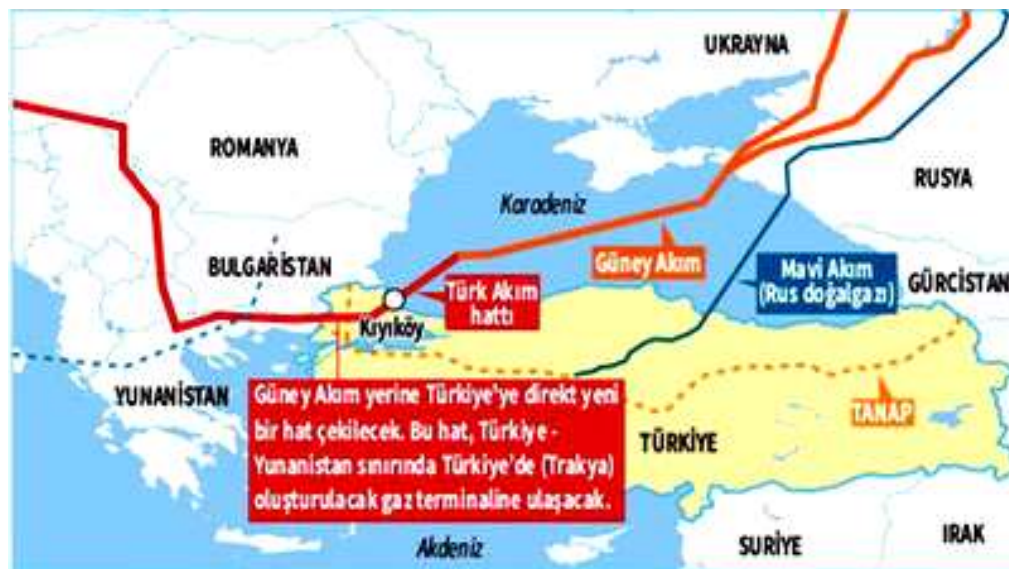 UKRAYNA
ROMANYA
RUSYA
Karadeniz
BULGARİSTAN
Güney Akım
Mavi Akım
(Rus doğalgazı)
GÜRCİSTAN
Türk Akım
hattı
Kıyıköy
YUNANİSTAN
Güney Akım yerine Türkiye'ye direkt yeni
bir hat çekilecek. Bu hat, Türkiye -
Yunanistan sınırında Türkiye'de (Trakya)
oluşturulacak gaz terminaline ulaşacak.
TANAP
TÜRKİYE
Akdeniz
SURİYE
IRAK